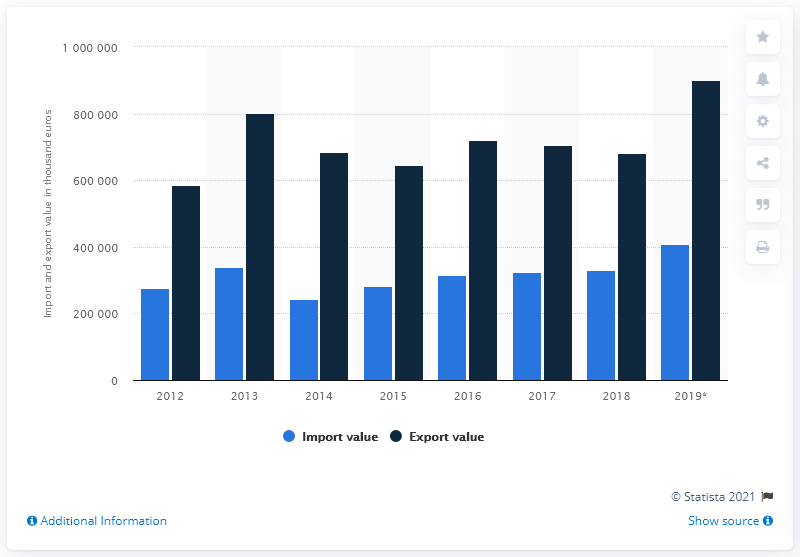 Import and export value in thousand euros
1 000 000
800 000
600 000
400 000
200 000
0
2012 2013 2014 2015 2016 2017 2018 2019*
Import value Export value
© Statista 2021
Additional Information Show source